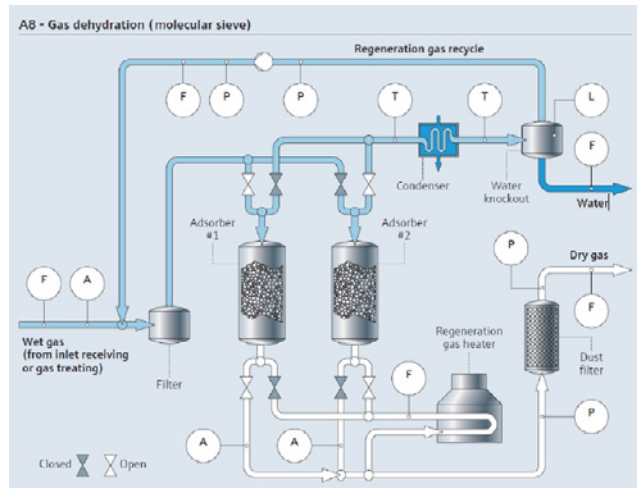 A8 - Gas dehydration (molecular sieve)
Regeneration gas recycle
F
P
P
T
T
L
F
Condenser
Water
knockout
Water
Adsorber
#1
Adsorber
#2
P
Dry gas
F
A
F
Wet gas
(from inlet receiving
or gas treating)
Filter
Regeneration
gas heater
F
Dust
filter
P
A
A
Closed
Open